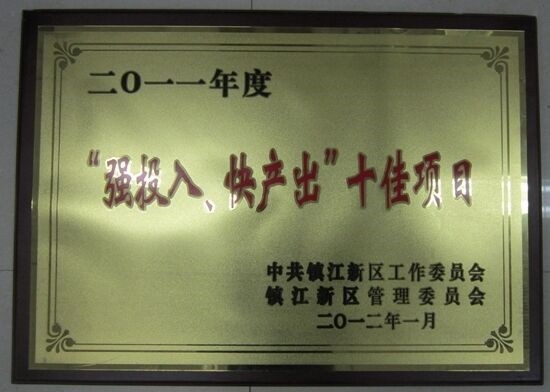 二O一一年度
“强投入、快产出”十佳项目
中共镇江新区工作委员会
镇江新区管理委员会
二O一二年一月